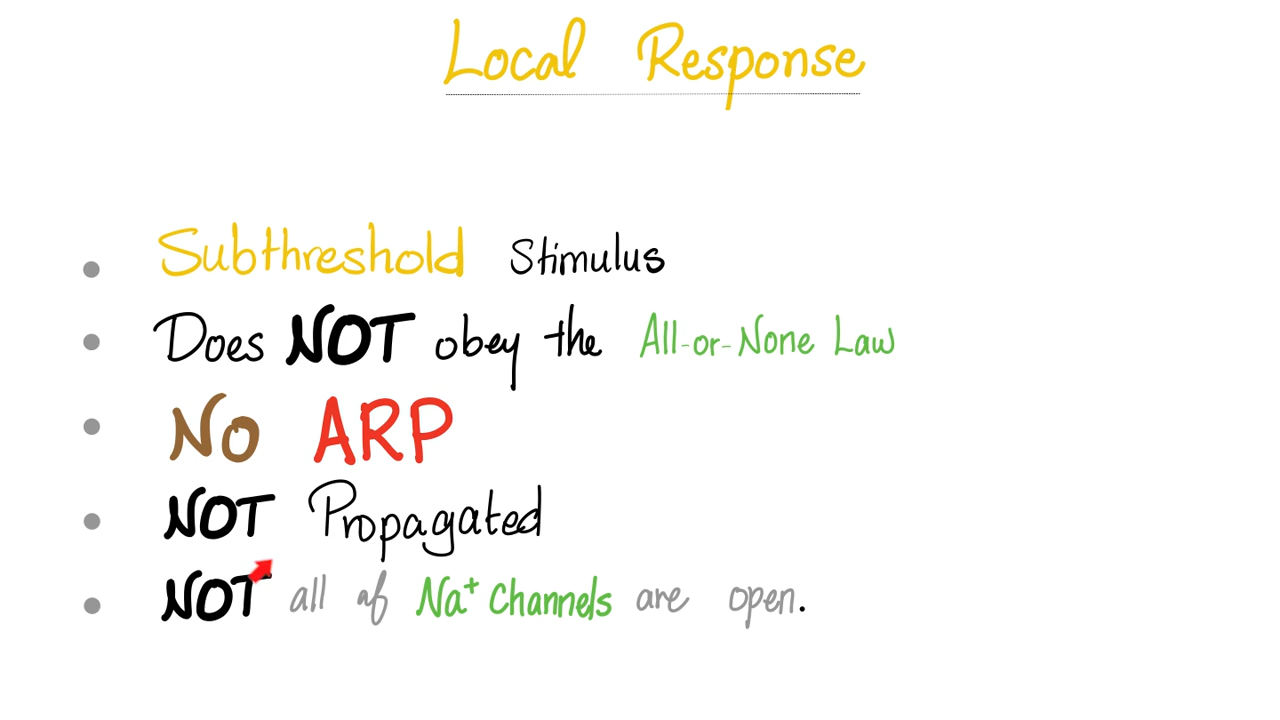 Local Response
Subthreshold Stimulus
Does NOT obey the All-or-None Law
No ARP
NOT Propagated
NOT all of Na⁺ Channels are open.